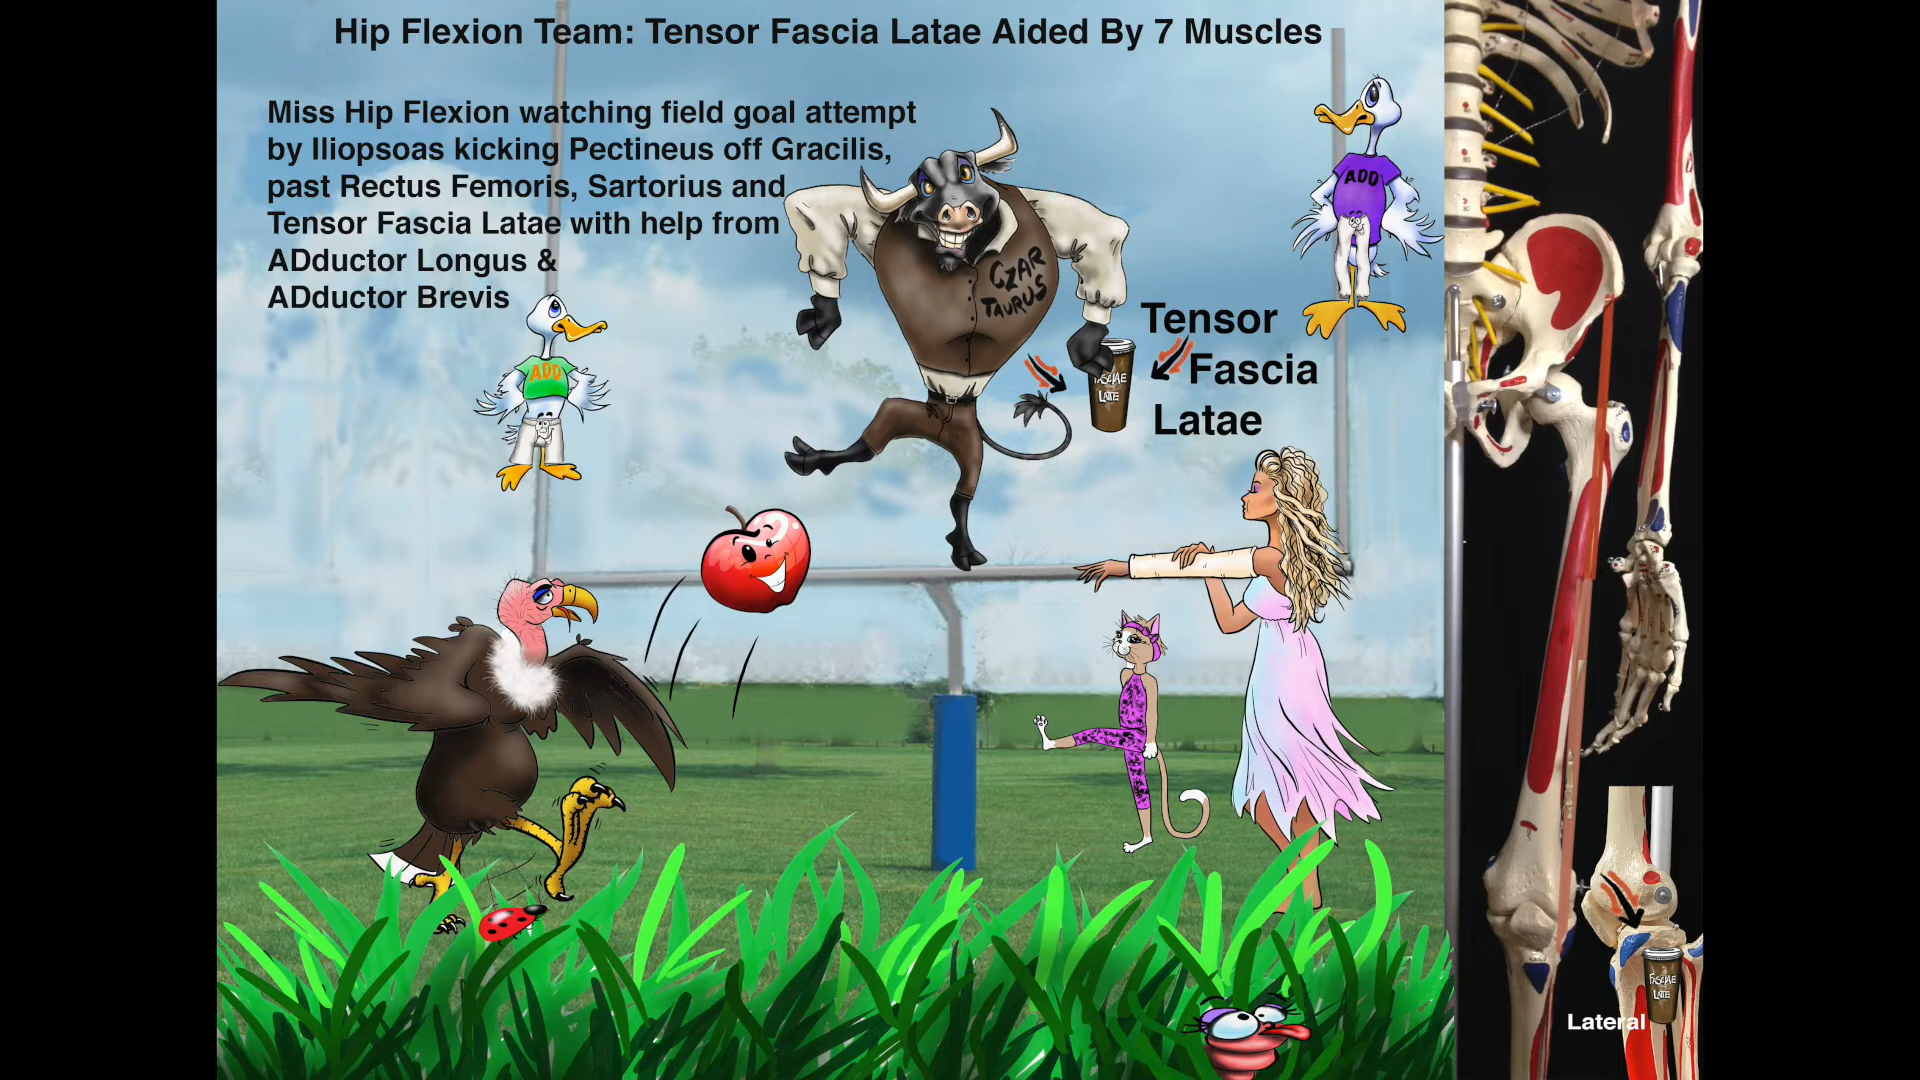 Hip Flexion Team: Tensor Fascia Latae Aided By 7 Muscles
Miss Hip Flexion watching field goal attempt
by Iliopsoas kicking Pectineus off Gracilis,
past Rectus Femoris, Sartorius and
Tensor Fascia Latae with help from
ADductor Longus &
ADductor Brevis
ADD
CZAR
TAURUS
ADD
Tensor
Fascia
Latae
FASCIAE
LATTE
FASCIAE
LATTE
Lateral